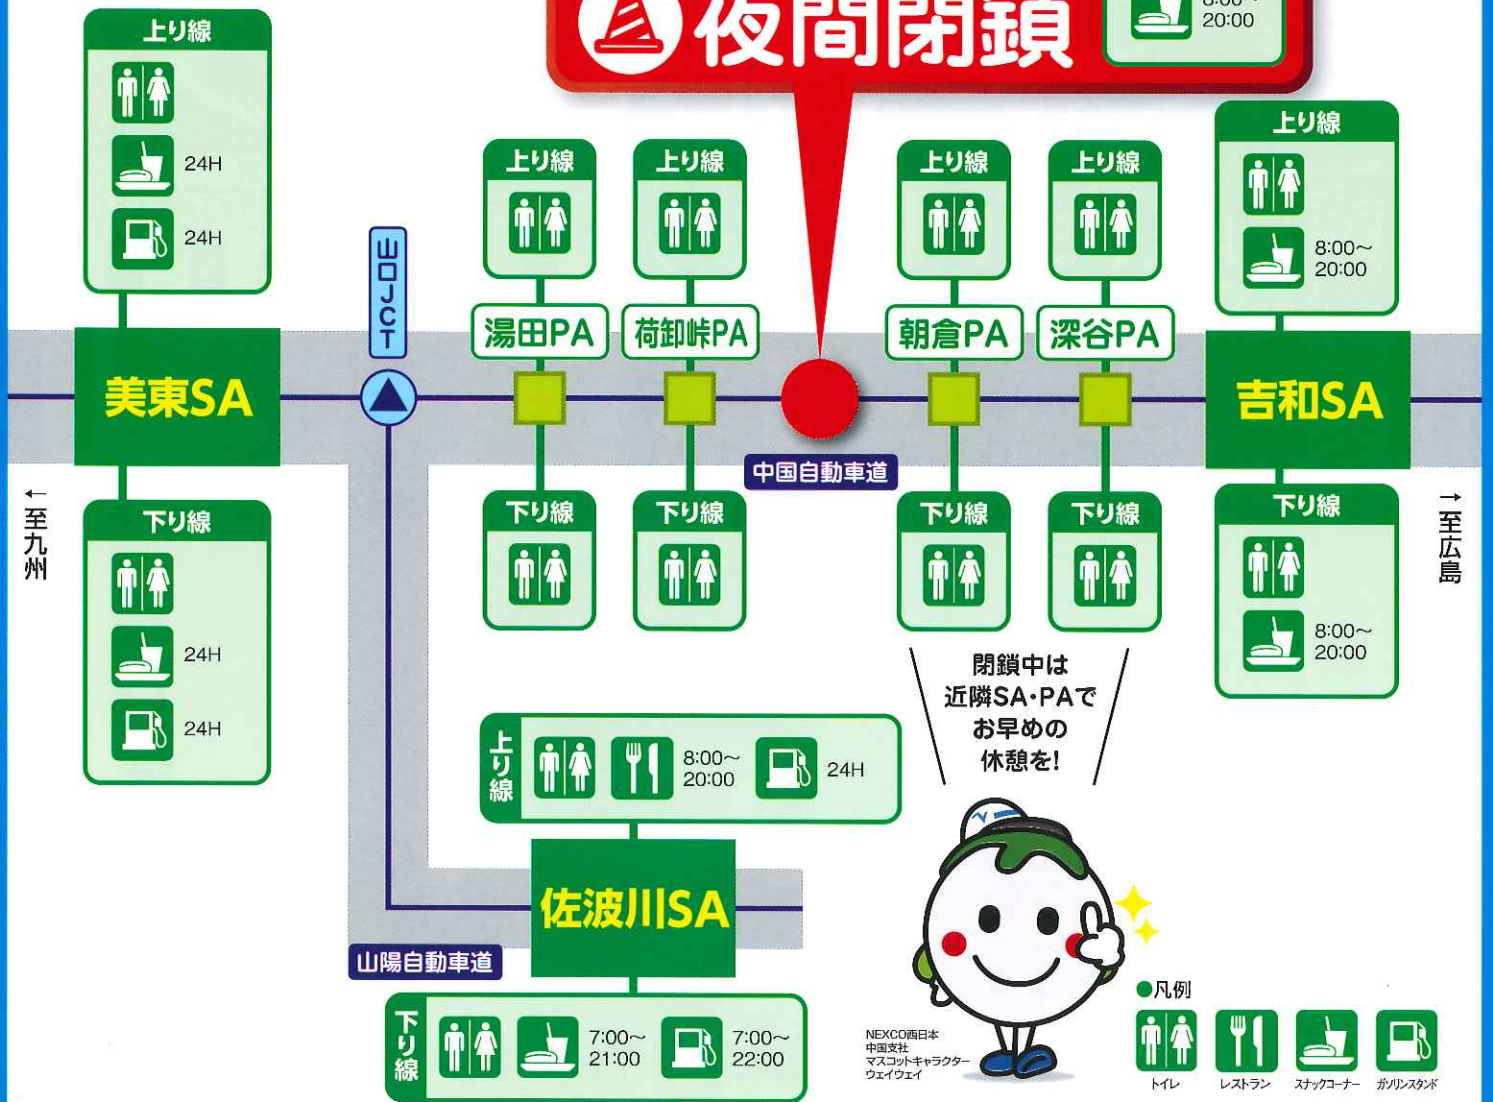 夜間閉鎖
8:00~
20:00
上り線
24H
24H
上り線
上り線
上り線
上り線
上り線
8:00~
20:00
山口JCT
湯田PA
荷卸峠PA
朝倉PA
深谷PA
美東SA
吉和SA
中国自動車道
←至九州
→至広島
下り線
24H
24H
下り線
下り線
下り線
下り線
下り線
8:00~
20:00
閉鎖中は
近隣SA・PAで
お早めの
休憩を!
上り線
8:00~
20:00
24H
佐波川SA
山陽自動車道
下り線
7:00~
21:00
7:00~
22:00
NEXCO西日本
中国支社
マスコットキャラクター
ウェイウェイ
●凡例
トイレ
レストラン
スナックコーナー
ガソリンスタンド